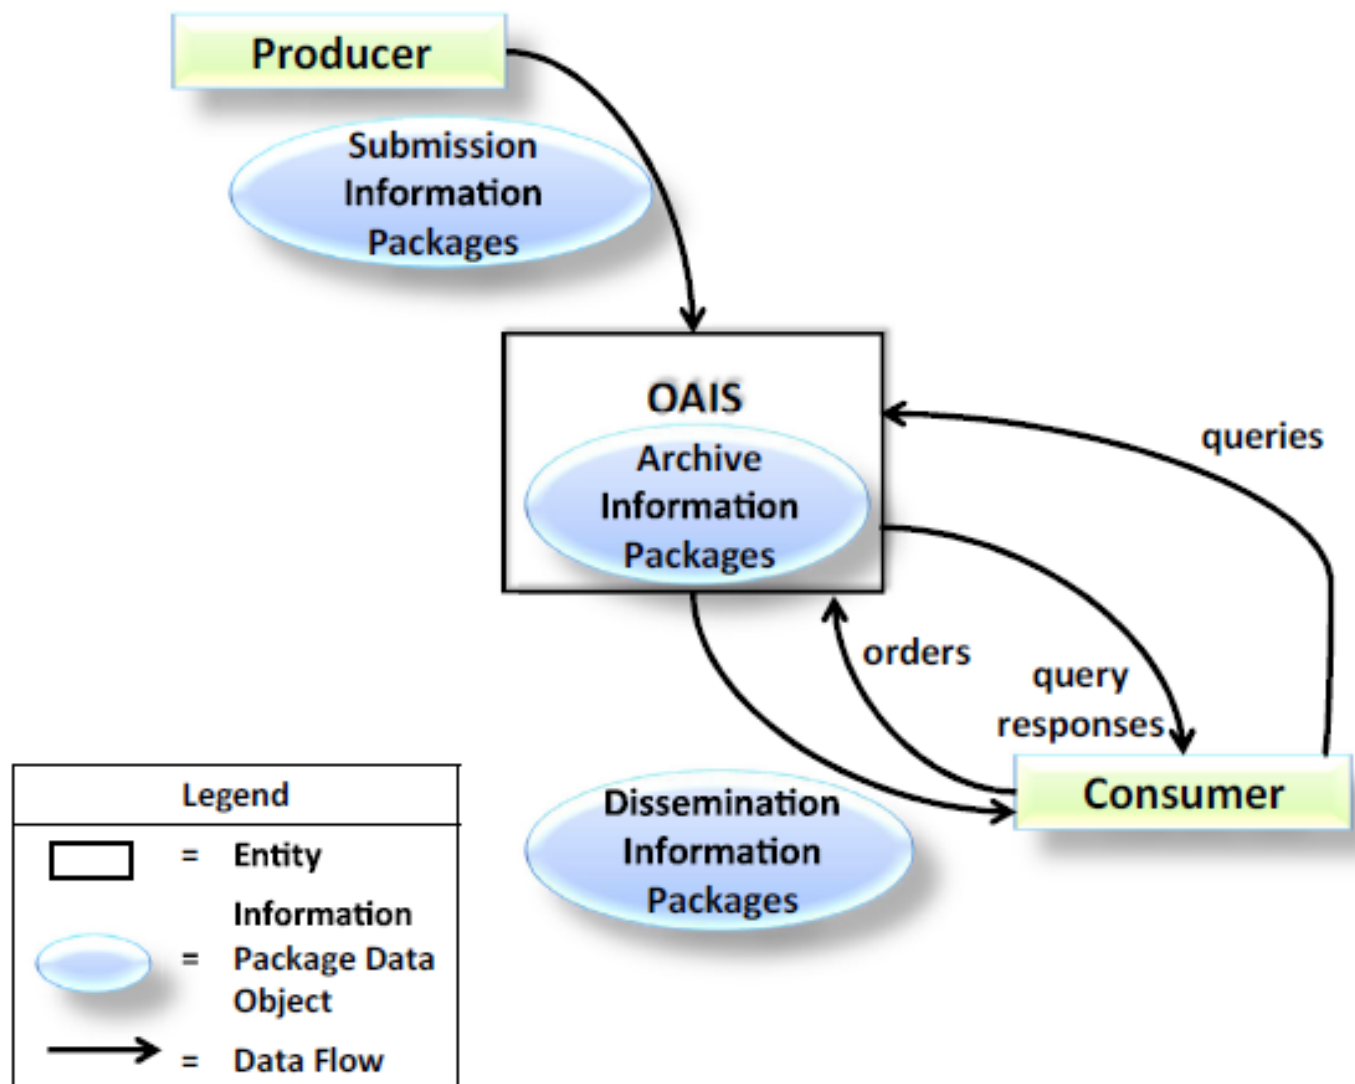 Producer
Submission
Information
Packages
OAIS
Archive
Information
Packages
queries
orders
query
responses
Consumer
Dissemination
Information
Packages
Legend
= Entity
Information
= Package Data
Object
= Data Flow